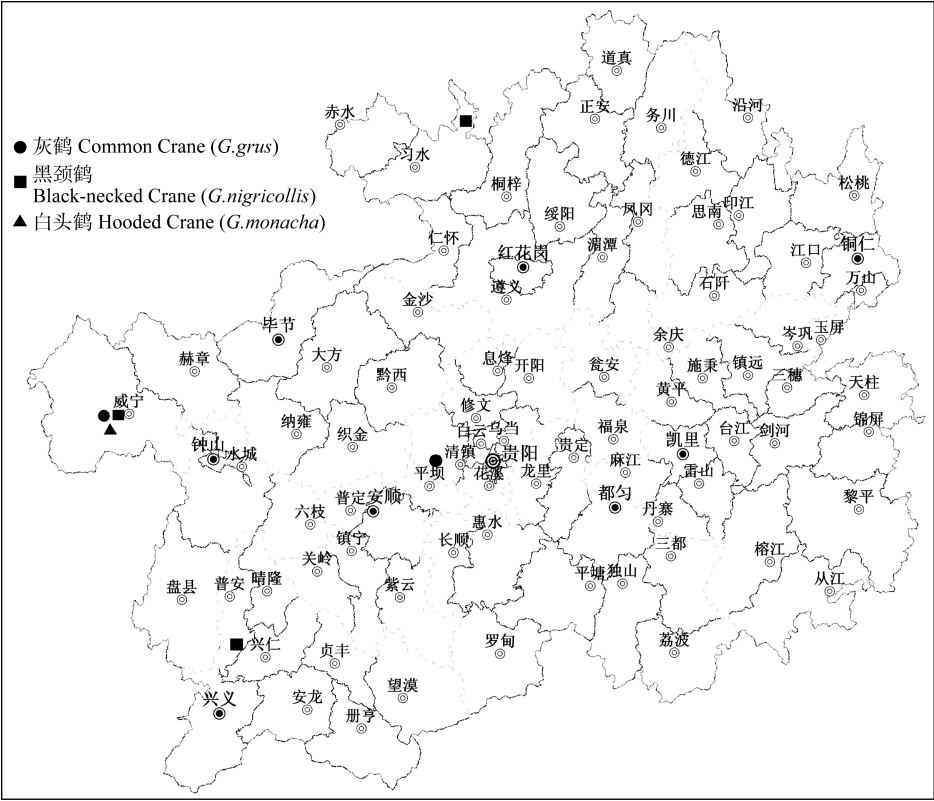 灰鹤 Common Crane (G.grus)
黑颈鹤
Black-necked Crane (G.nigricollis)
白头鹤 Hooded Crane (G.monacha)
道真
赤水
正安
务川
沿河
习水
德江
桐梓
松桃
绥阳
凤冈
思南
印江
仁怀
红花岗
湄潭
江口
铜仁
遵义
石阡
万山
金沙
毕节
余庆
岑巩
玉屏
赫章
大方
黔西
息烽
开阳
瓮安
施秉
镇远
三穗
天柱
黄平
威宁
纳雍
织金
修文
白云
乌当
贵定
福泉
凯里
台江
剑河
锦屏
钟山
水城
清镇
贵阳
平坝
花溪
龙里
麻江
雷山
六枝
普定
安顺
都匀
丹寨
黎平
镇宁
长顺
惠水
三都
榕江
关岭
盘县
普安
晴隆
紫云
平塘
独山
从江
兴仁
贞丰
罗甸
荔波
兴义
安龙
册亨
望漠